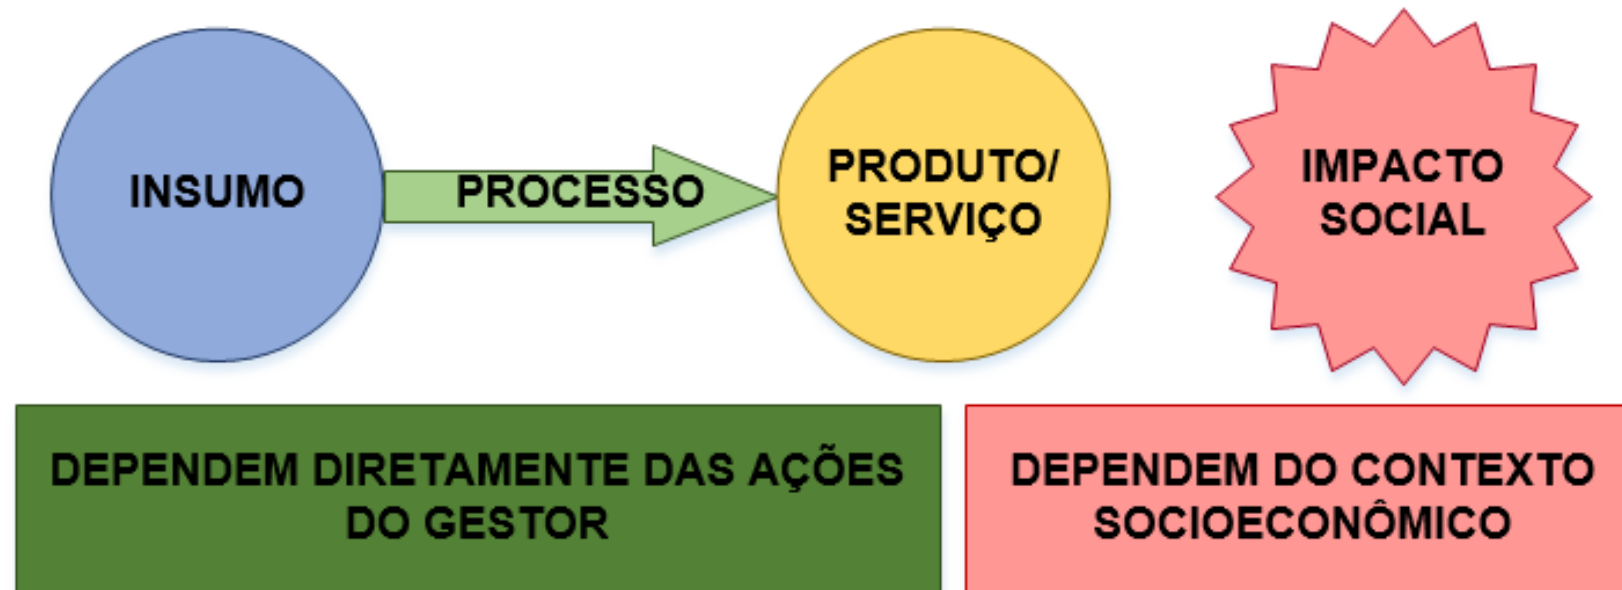 INSUMO
PROCESSO
PRODUTO/
SERVIÇO
IMPACTO
SOCIAL
DEPENDEM DIRETAMENTE DAS AÇÕES
DO GESTOR
DEPENDEM DO CONTEXTO
SOCIOECONÔMICO